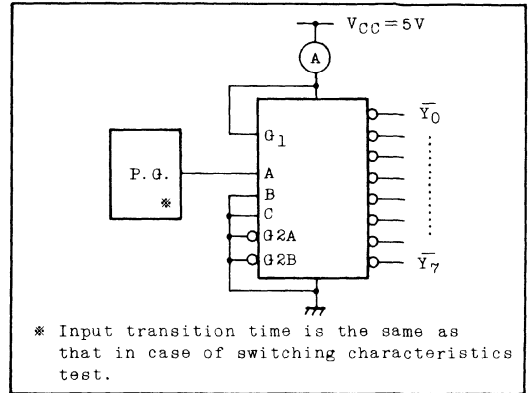 V_CC=5V
A
G1
Y̅0
P.G.
※
A
B
C
G2A
G2B
Y̅7
※ Input transition time is the same as
that in case of switching characteristics
test.